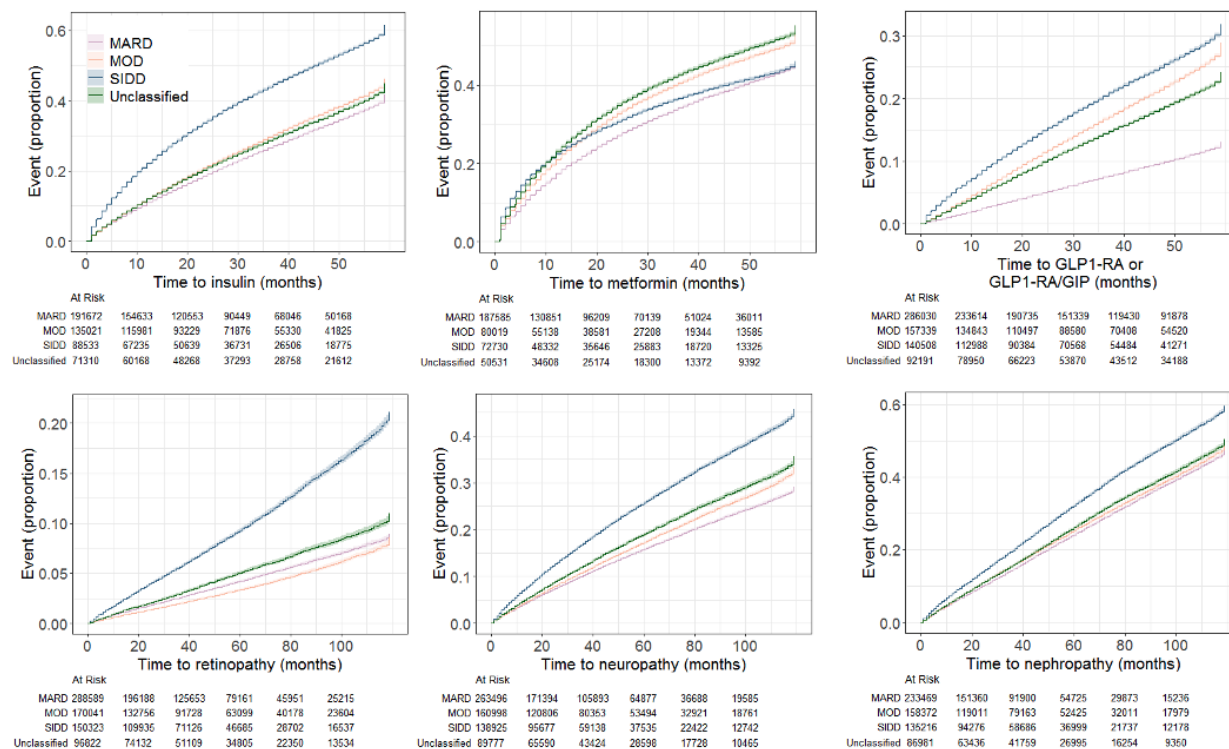 Event (proportion)
0.6
0.4
0.2
0.0
MARD
MOD
SIDD
Unclassified
0 10 20 30 40 50
Time to insulin (months)
At Risk
MARD 191672 154633 120553 90449 68046 50168
MOD 135021 115981 93229 71876 55330 41825
SIDD 88533 67235 50639 36731 26506 18775
Unclassified 71310 60168 48268 37293 28758 21612
Event (proportion)
0.4
0.2
0.0
0 10 20 30 40 50
Time to metformin (months)
At Risk
MARD 187585 130851 96209 70139 51024 36011
MOD 80019 55138 38581 27208 19344 13585
SIDD 72730 48332 35646 25883 18720 13325
Unclassified 50531 34608 25174 18300 13372 9392
Event (proportion)
0.3
0.2
0.1
0.0
0 10 20 30 40 50
Time to GLP1-RA or
GLP1-RA/GIP (months)
At Risk
MARD 286030 233614 190735 151339 119430 91878
MOD 157339 134843 110497 88580 70408 54520
SIDD 140508 112988 90384 70568 54484 41271
Unclassified 92191 78950 66223 53870 43512 34188
Event (proportion)
0.20
0.15
0.10
0.05
0.00
0 20 40 60 80 100
Time to retinopathy (months)
At Risk
MARD 288589 196188 125653 79161 45951 25215
MOD 170041 132756 91728 63099 40178 23604
SIDD 150323 109935 71126 46685 28702 16537
Unclassified 96822 74132 51109 34805 22350 13534
Event (proportion)
0.4
0.3
0.2
0.1
0.0
0 20 40 60 80 100
Time to neuropathy (months)
At Risk
MARD 263496 171394 105893 64877 36688 19585
MOD 160998 120806 80353 53494 32921 18761
SIDD 138925 95677 59138 37535 22422 12742
Unclassified 89777 65590 43424 28598 17728 10465
Event (proportion)
0.6
0.4
0.2
0.0
0 20 40 60 80 100
Time to nephropathy (months)
At Risk
MARD 233469 151360 91900 54725 29873 15236
MOD 158372 119011 79163 52425 32011 17979
SIDD 135216 94276 58686 36999 21737 12178
Unclassified 86981 63436 41759 26995 16264 9360